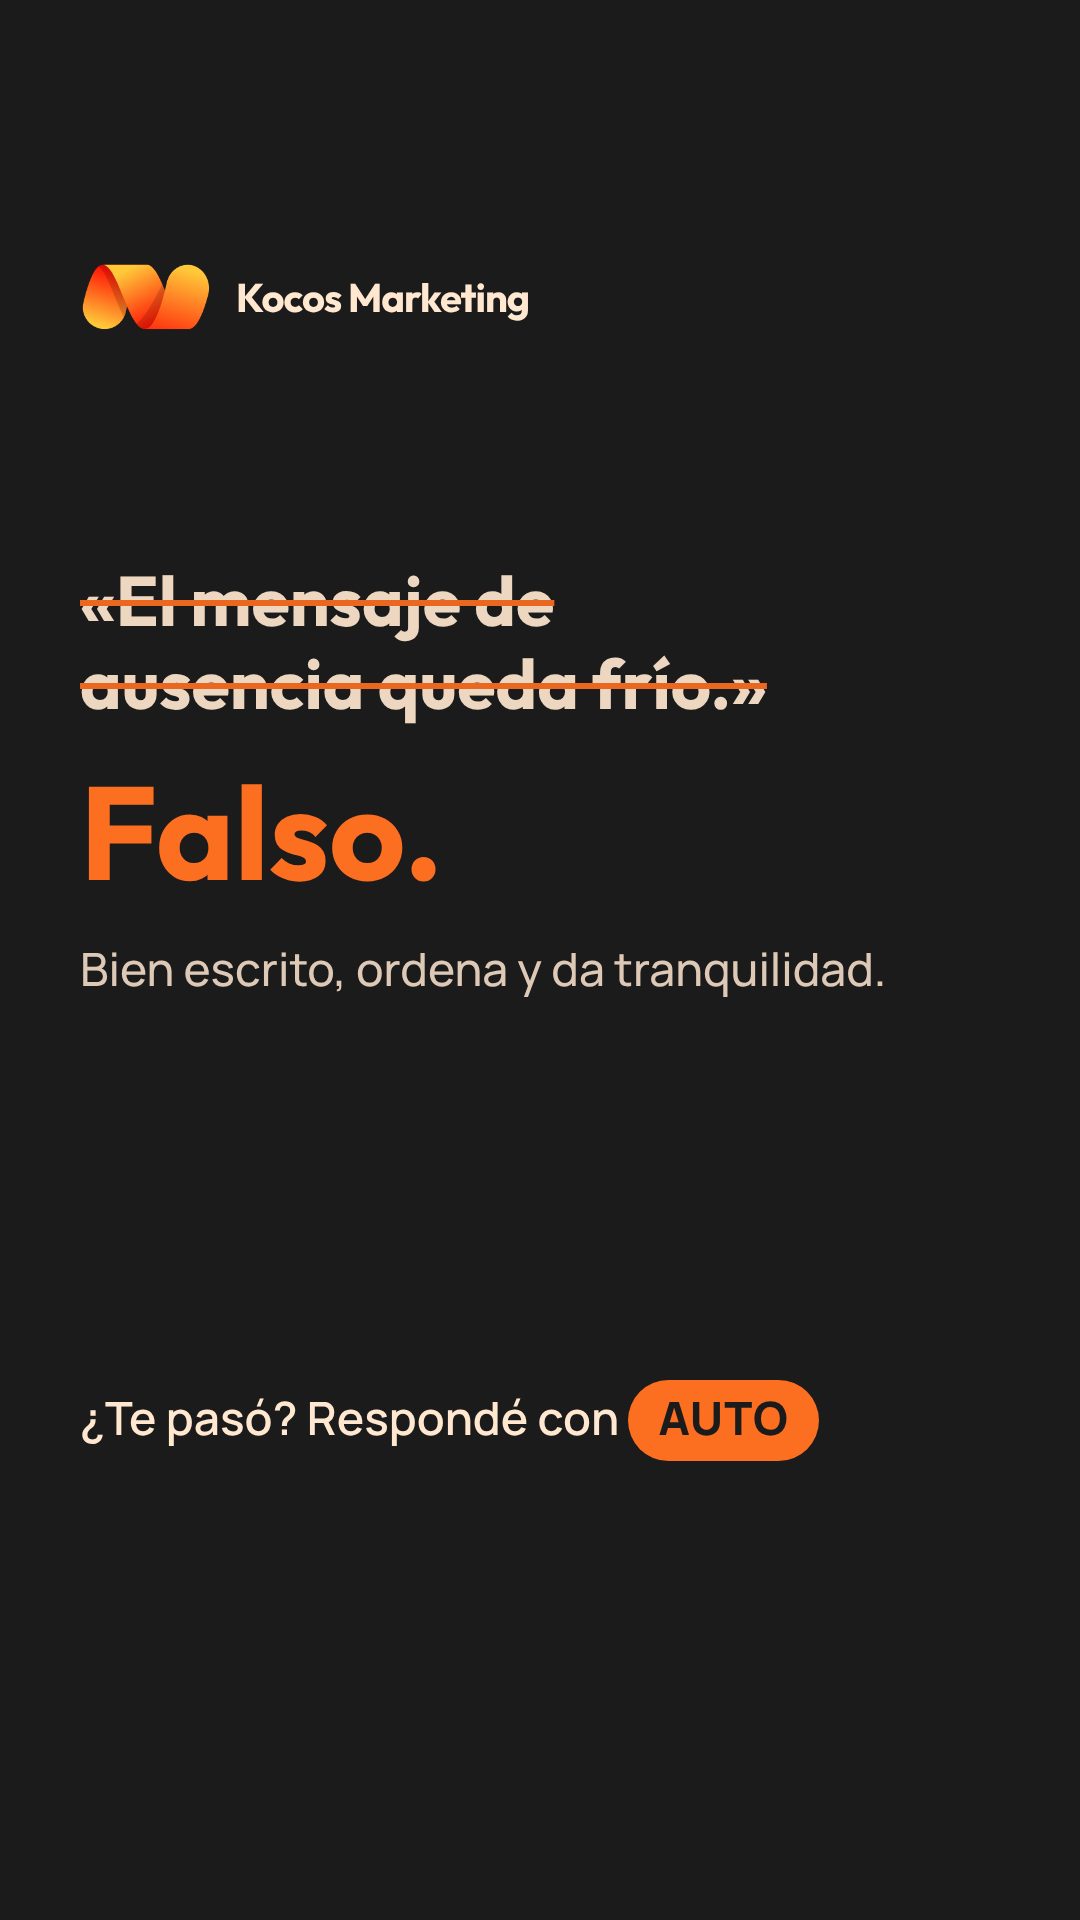 Kocos Marketing
«El mensaje de
ausencia queda frío.»
Falso.
Bien escrito, ordena y da tranquilidad.
¿Te pasó? Respondé con AUTO